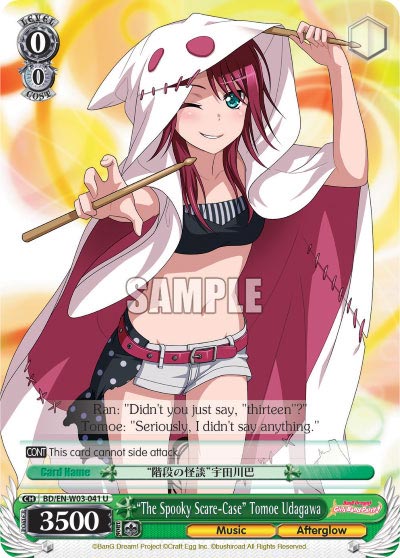 LEVEL
0
0
COST
SAMPLE
Ran: "Didn't you just say, "thirteen"?"
Tomoe: "Seriously, I didn't say anything."
CONT This card cannot side attack.
Card Name
“階段の怪談”宇田川巴
CH BD/EN-W03-041 U
“The Spooky Scare-Case” Tomoe Udagawa
POWER
3500
Music
Afterglow
©BanG Dream! Project ©Craft Egg Inc. ©bushiroad All Rights Reserved.